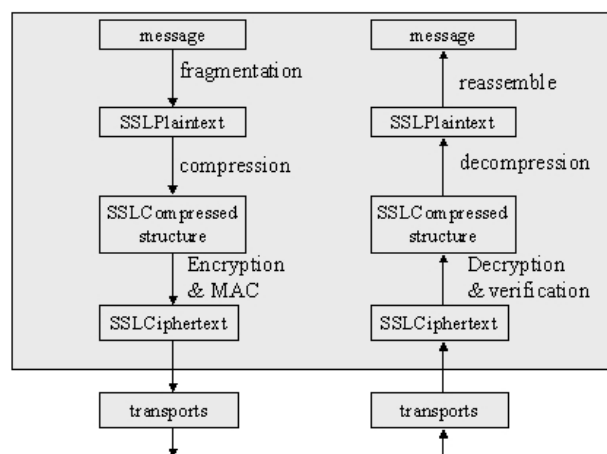 message
fragmentation
SSLPlaintext
compression
SSLCompressed
structure
Encryption
& MAC
SSLCiphertext
transports
message
reassemble
SSLPlaintext
decompression
SSLCompressed
structure
Decryption
& verification
SSLCiphertext
transports